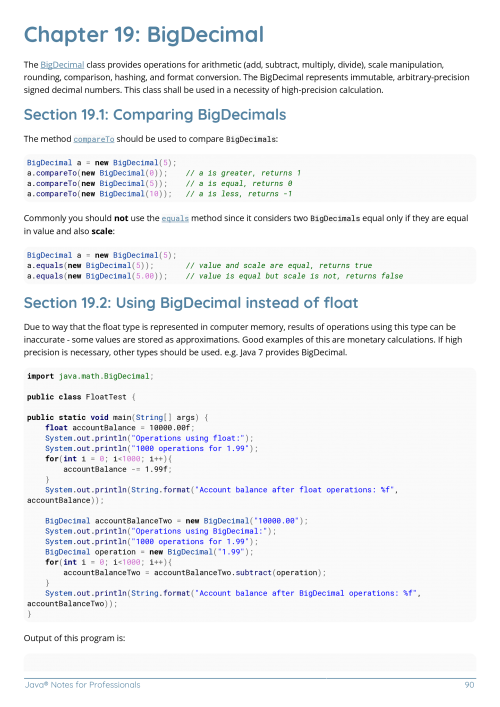 Chapter 19: BigDecimal
The BigDecimal class provides operations for arithmetic (add, subtract, multiply, divide), scale manipulation,
rounding, comparison, hashing, and format conversion. The BigDecimal represents immutable, arbitrary-precision
signed decimal numbers. This class shall be used in a necessity of high-precision calculation.
Section 19.1: Comparing BigDecimals
The method compareTo should be used to compare BigDecimals:
BigDecimal a = new BigDecimal(5);
a.compareTo(new BigDecimal(0));    // a is greater, returns 1
a.compareTo(new BigDecimal(5));    // a is equal, returns 0
a.compareTo(new BigDecimal(10));   // a is less, returns -1
Commonly you should not use the equals method since it considers two BigDecimals equal only if they are equal
in value and also scale:
BigDecimal a = new BigDecimal(5);
a.equals(new BigDecimal(5));       // value and scale are equal, returns true
a.equals(new BigDecimal(5.00));    // value is equal but scale is not, returns false
Section 19.2: Using BigDecimal instead of float
Due to way that the float type is represented in computer memory, results of operations using this type can be
inaccurate - some values are stored as approximations. Good examples of this are monetary calculations. If high
precision is necessary, other types should be used. e.g. Java 7 provides BigDecimal.
import java.math.BigDecimal;
public class FloatTest {
public static void main(String[] args) {
    float accountBalance = 10000.00f;
    System.out.println("Operations using float:");
    System.out.println("1000 operations for 1.99");
    for(int i = 0; i<1000; i++){
        accountBalance -= 1.99f;
    }
    System.out.println(String.format("Account balance after float operations: %f",
accountBalance));
    BigDecimal accountBalanceTwo = new BigDecimal("10000.00");
    System.out.println("Operations using BigDecimal:");
    System.out.println("1000 operations for 1.99");
    BigDecimal operation = new BigDecimal("1.99");
    for(int i = 0; i<1000; i++){
        accountBalanceTwo = accountBalanceTwo.subtract(operation);
    }
    System.out.println(String.format("Account balance after BigDecimal operations: %f",
accountBalanceTwo));
}
Output of this program is:
Java® Notes for Professionals 90